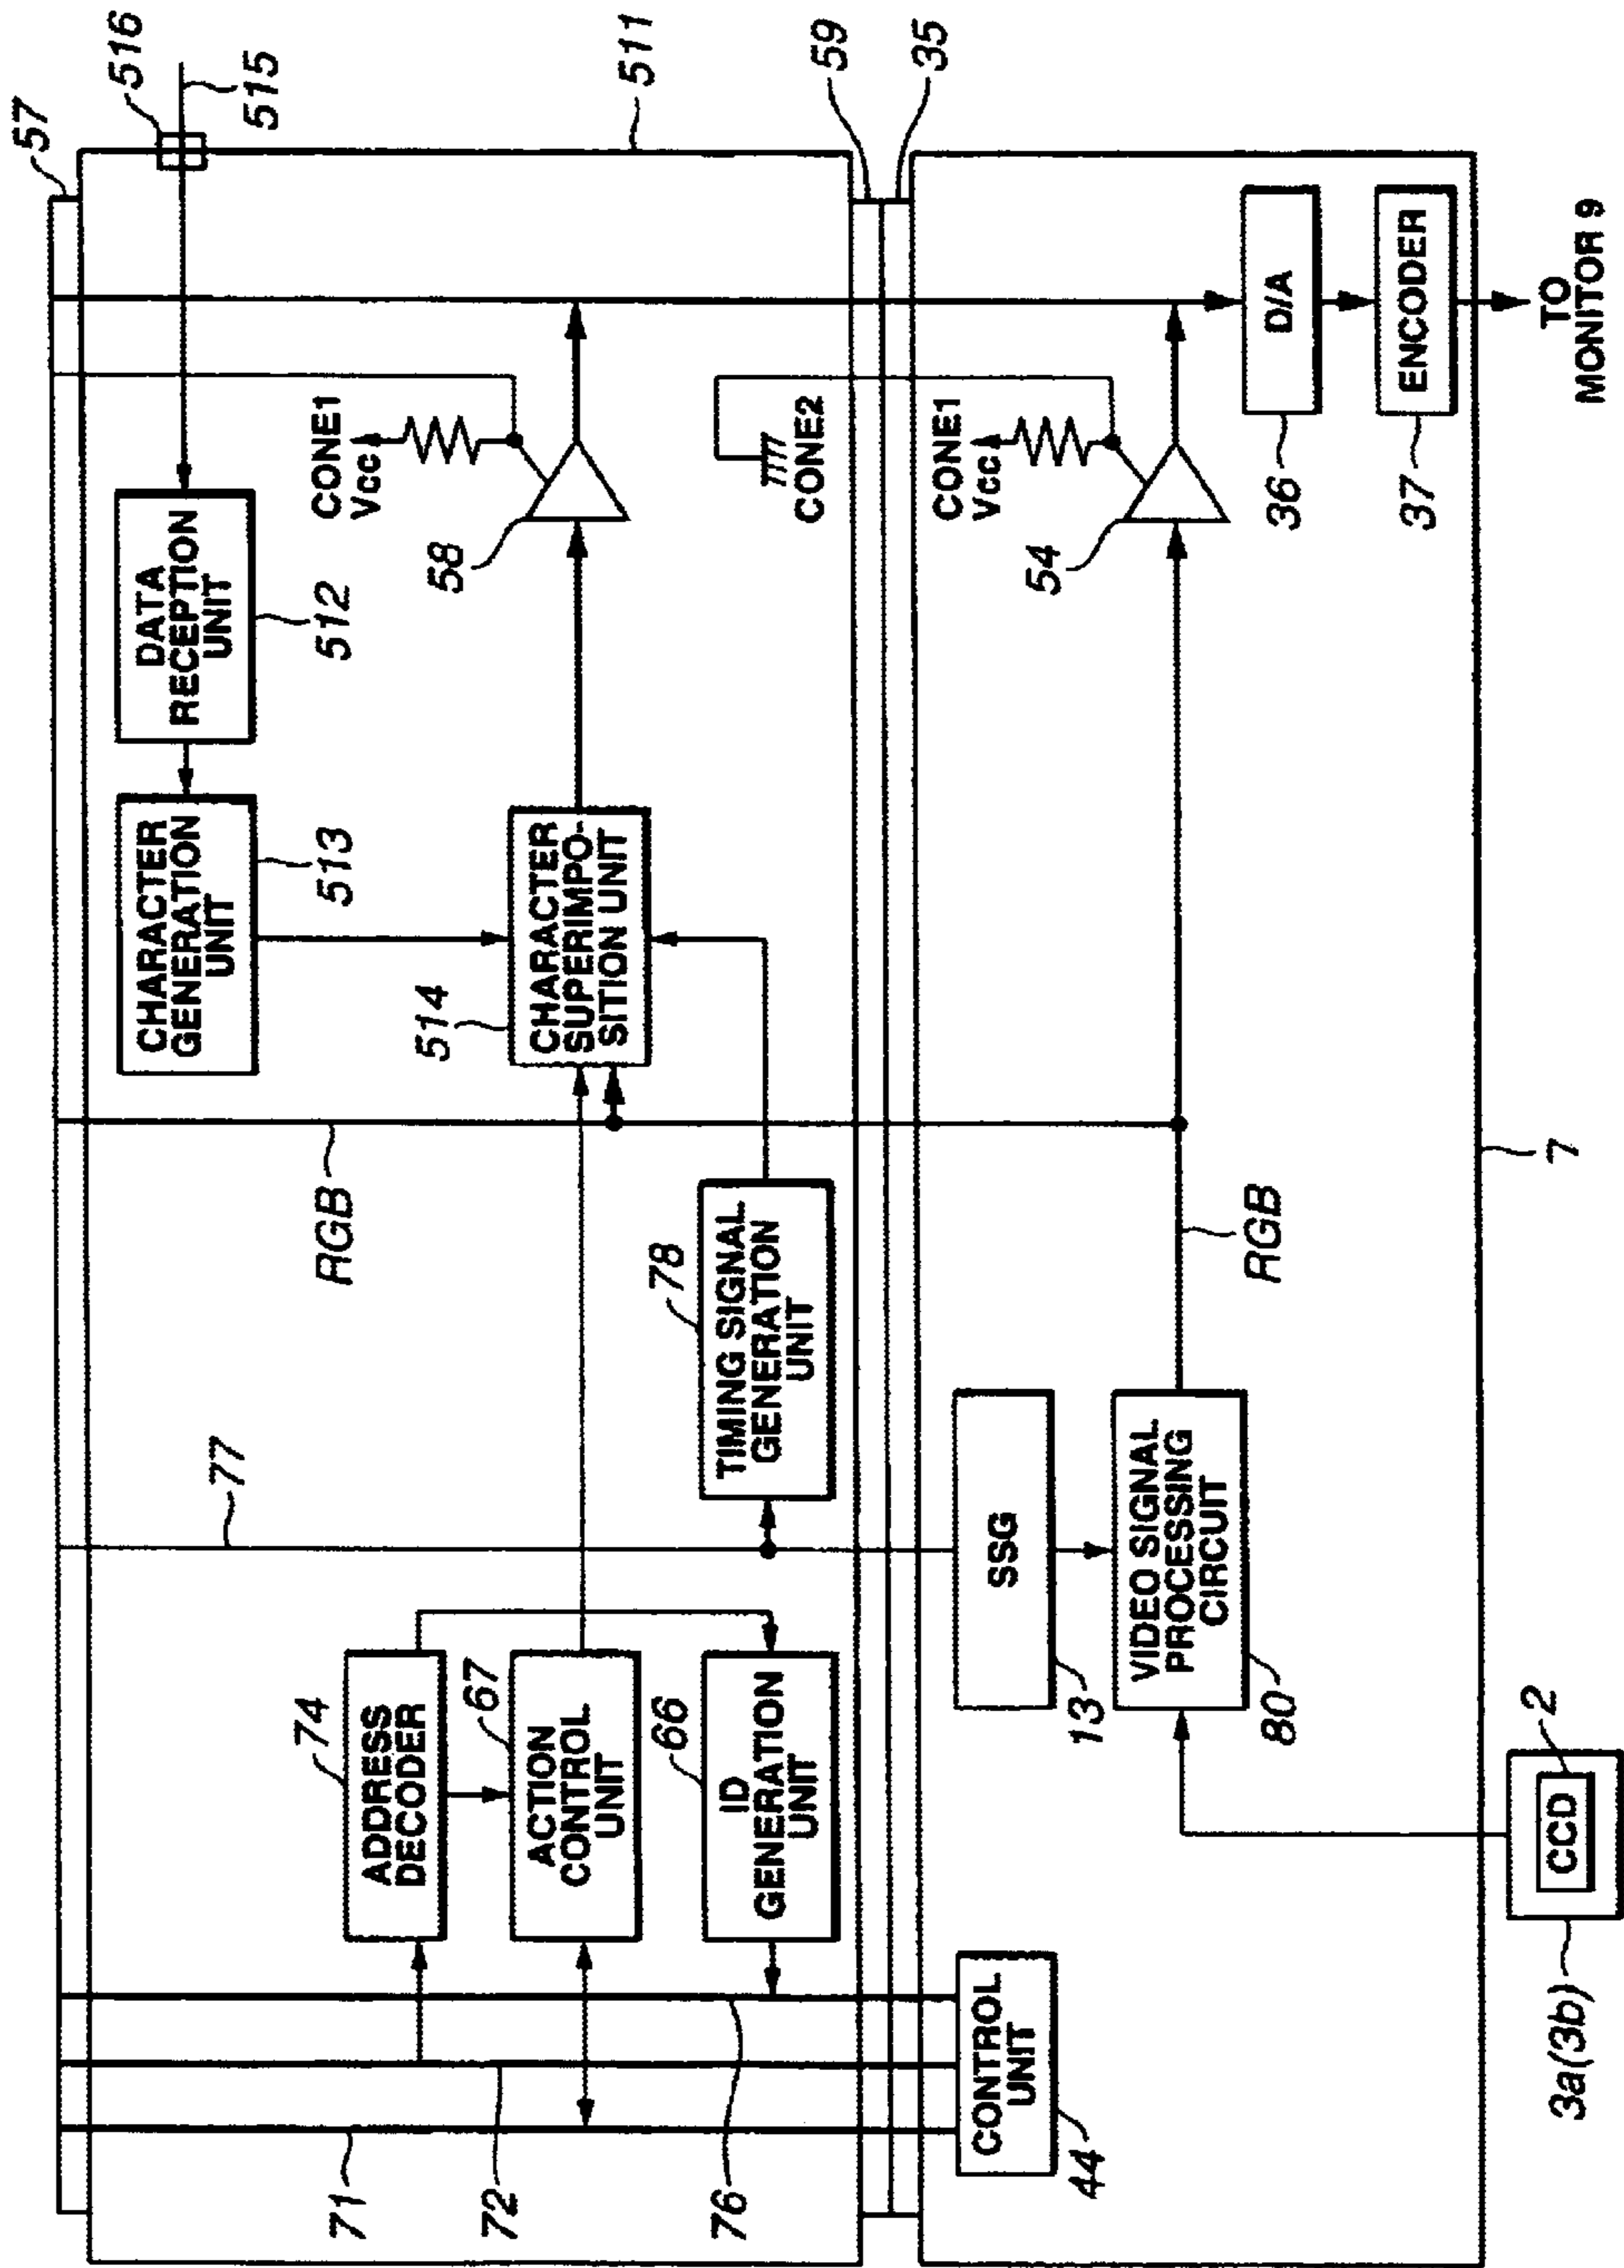 57
516
515
511
59
35
DATA
RECEPTION
UNIT
512
CHARACTER
GENERATION
UNIT
513
CONE1
Vcc
58
CHARACTER
SUPERIMPO-
SITION UNIT
514
RGB
77
TIMING SIGNAL
GENERATION
UNIT
78
ADDRESS
DECODER
74
ACTION
CONTROL
UNIT
67
ID
GENERATION
UNIT
66
71
72
76
CONE2
CONE1
Vcc
54
D/A
36
ENCODER
37
TO
MONITOR 9
RGB
SSG
13
VIDEO SIGNAL
PROCESSING
CIRCUIT
80
CONTROL
UNIT
44
7
CCD
2
3a(3b)